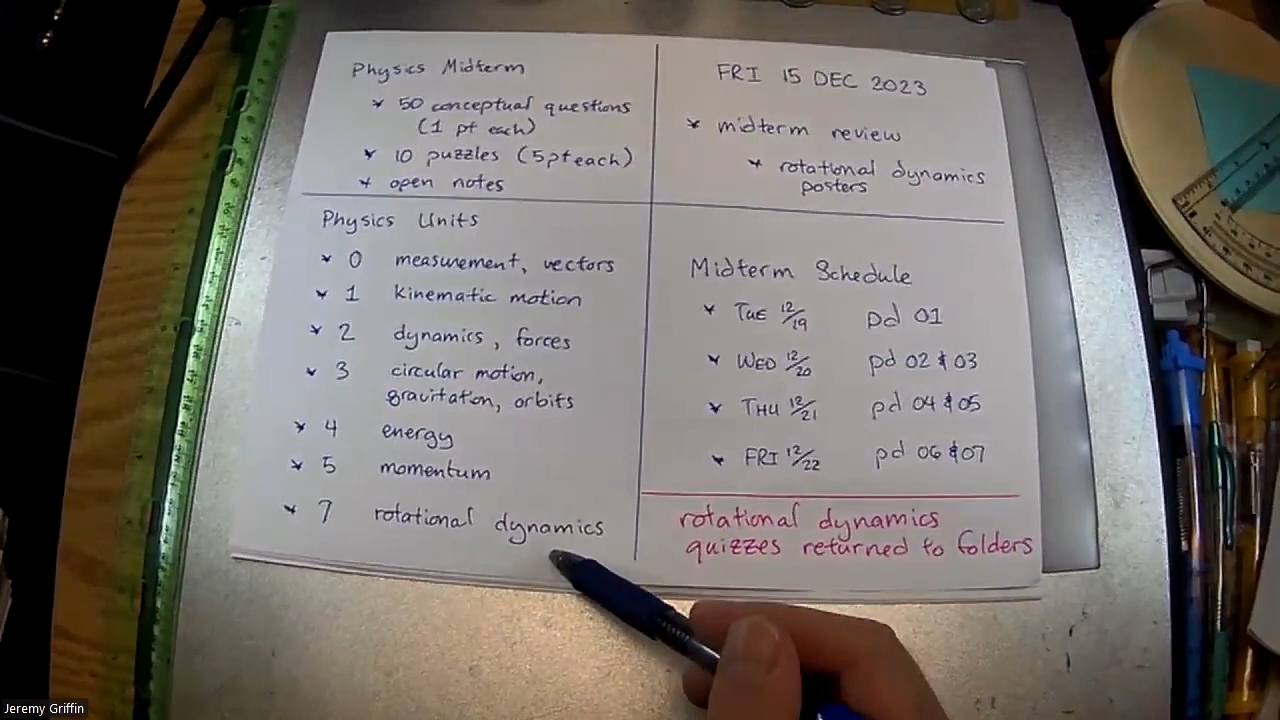 Physics Midterm
* 50 conceptual questions
(1 pt each)
* 10 puzzles (5pt each)
* open notes
FRI 15 DEC 2023
* midterm review
* rotational dynamics
posters
Physics Units
* 0 measurement, vectors
* 1 kinematic motion
* 2 dynamics, forces
* 3 circular motion,
gravitation, orbits
* 4 energy
* 5 momentum
* 7 rotational dynamics
Midterm Schedule
* TUE 12/19 pd 01
* WED 12/20 pd 02 & 03
* THU 12/21 pd 04 & 05
* FRI 12/22 pd 06 & 07
rotational dynamics
quizzes returned to folders
Jeremy Griffin